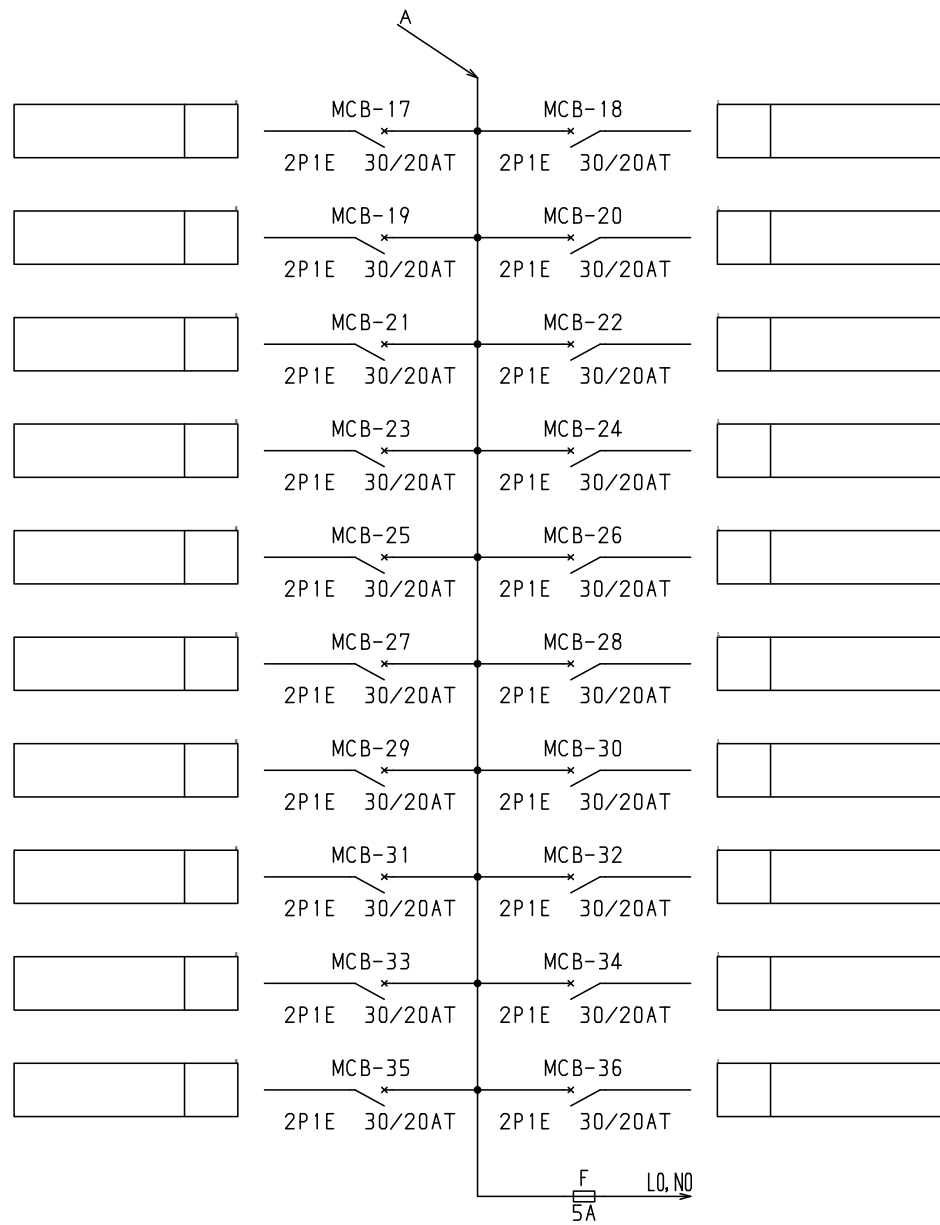 A
MCB-17 MCB-18
2P1E 30/20AT 2P1E 30/20AT
MCB-19 MCB-20
2P1E 30/20AT 2P1E 30/20AT
MCB-21 MCB-22
2P1E 30/20AT 2P1E 30/20AT
MCB-23 MCB-24
2P1E 30/20AT 2P1E 30/20AT
MCB-25 MCB-26
2P1E 30/20AT 2P1E 30/20AT
MCB-27 MCB-28
2P1E 30/20AT 2P1E 30/20AT
MCB-29 MCB-30
2P1E 30/20AT 2P1E 30/20AT
MCB-31 MCB-32
2P1E 30/20AT 2P1E 30/20AT
MCB-33 MCB-34
2P1E 30/20AT 2P1E 30/20AT
MCB-35 MCB-36
2P1E 30/20AT 2P1E 30/20AT
F L0,N0
5A